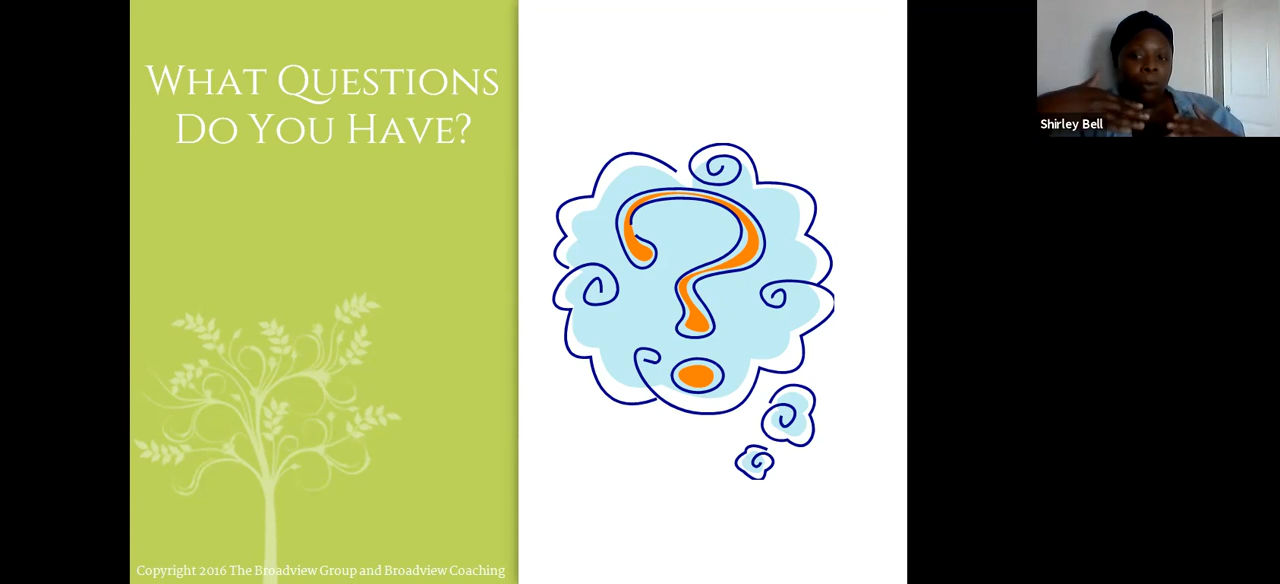 What Questions
Do You Have?
Shirley Bell
Copyright 2016 The Broadview Group and Broadview Coaching